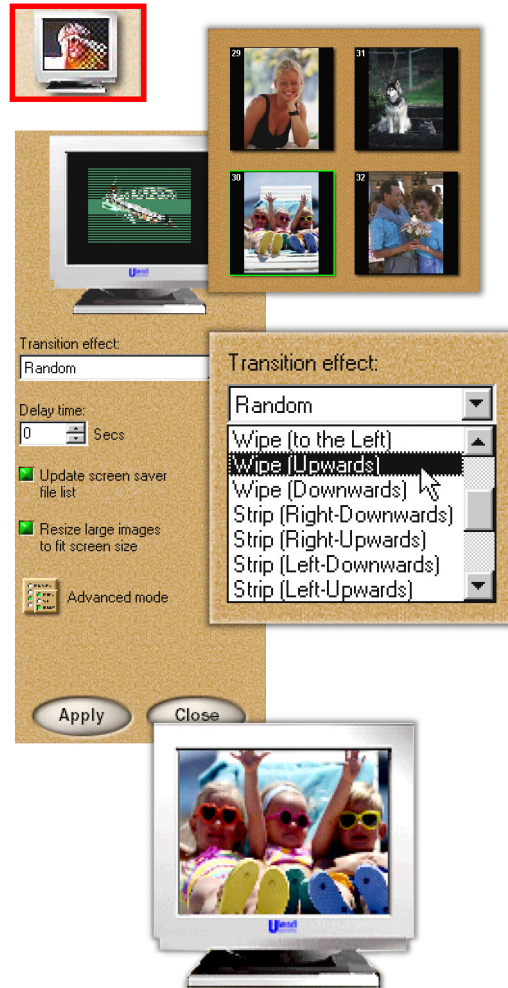 29
31
30
32
Ulead
Transition effect:
Random
Delay time:
0 Secs
Update screen saver
file list
Resize large images
to fit screen size
Advanced mode
Apply
Close
Transition effect:
Random
Wipe (to the Left)
Wipe (Upwards)
Wipe (Downwards)
Strip (Right-Downwards)
Strip (Right-Upwards)
Strip (Left-Downwards)
Strip (Left-Upwards)
Ulead